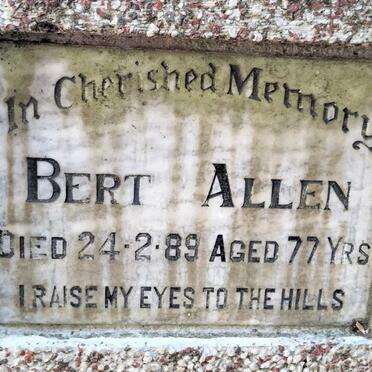 In Cherished Memory
BERT ALLEN
DIED 24·2·89 AGED 77 YRS
I RAISE MY EYES TO THE HILLS